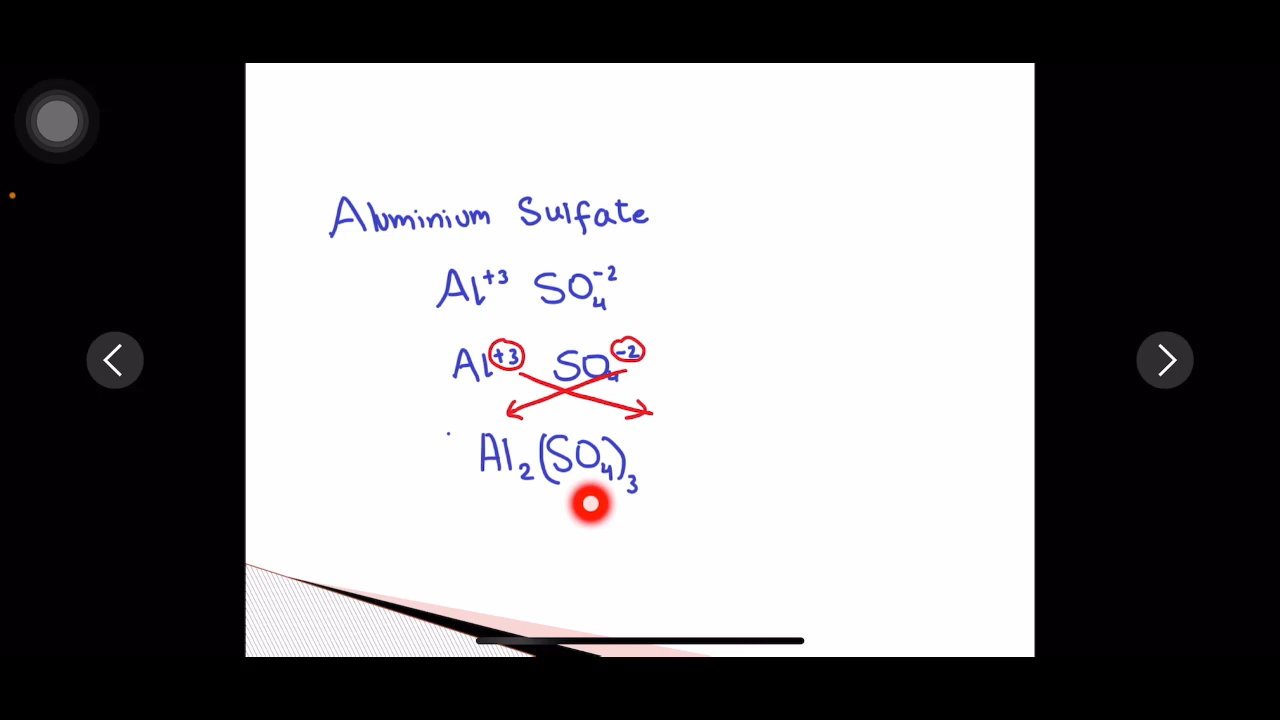 Aluminium Sulfate
Al⁺³ SO₄⁻²
Al⁺³ SO₄⁻²
Al₂(SO₄)₃